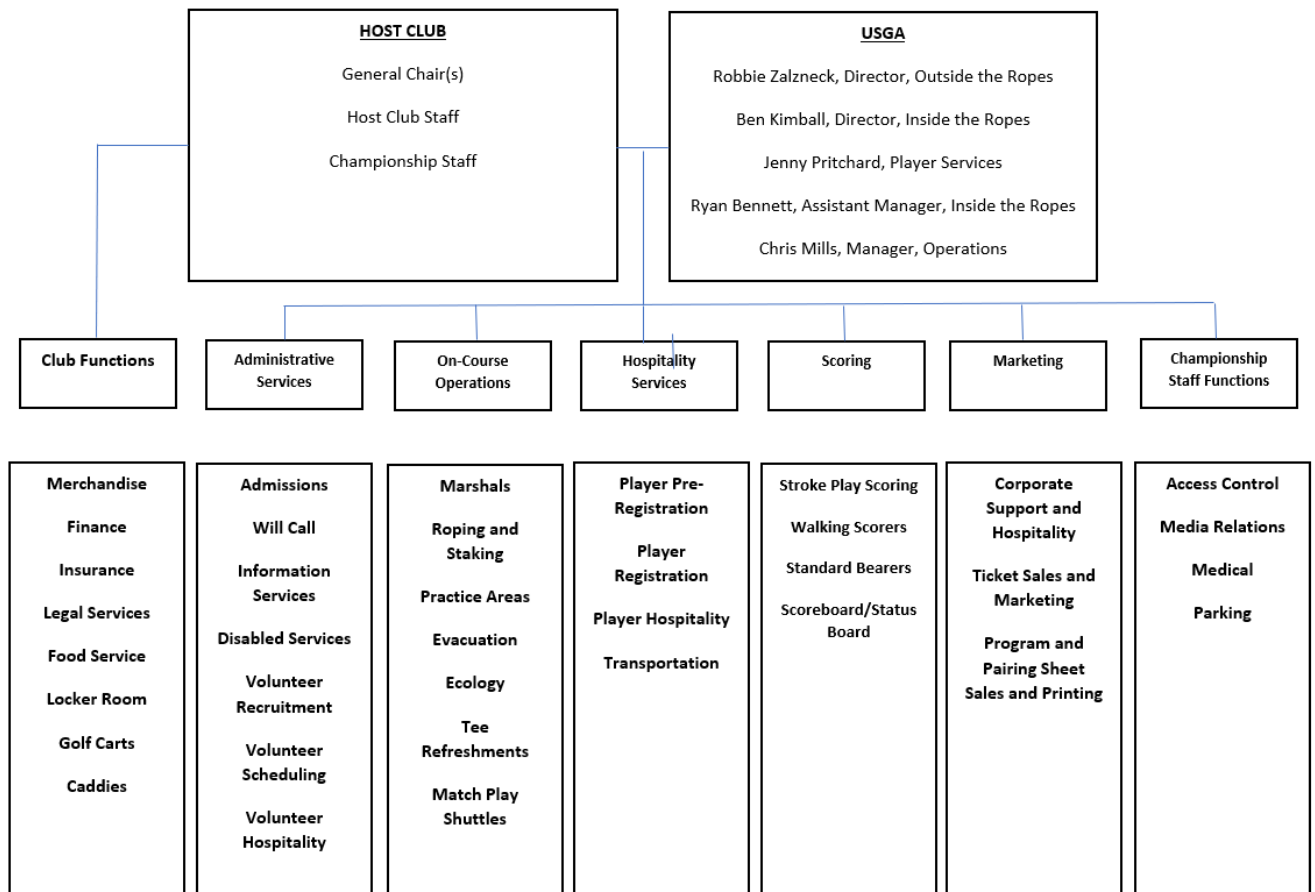 HOST CLUB
General Chair(s)
Host Club Staff
Championship Staff
USGA
Robbie Zalzneck, Director, Outside the Ropes
Ben Kimball, Director, Inside the Ropes
Jenny Pritchard, Player Services
Ryan Bennett, Assistant Manager, Inside the Ropes
Chris Mills, Manager, Operations
Club Functions
Administrative
Services
On-Course
Operations
Hospitality
Services
Scoring
Marketing
Championship
Staff Functions
Merchandise
Finance
Insurance
Legal Services
Food Service
Locker Room
Golf Carts
Caddies
Admissions
Will Call
Information
Services
Disabled Services
Volunteer
Recruitment
Volunteer
Scheduling
Volunteer
Hospitality
Marshals
Roping and
Staking
Practice Areas
Evacuation
Ecology
Tee
Refreshments
Match Play
Shuttles
Player Pre-
Registration
Player
Registration
Player Hospitality
Transportation
Stroke Play Scoring
Walking Scorers
Standard Bearers
Scoreboard/Status
Board
Corporate
Support and
Hospitality
Ticket Sales and
Marketing
Program and
Pairing Sheet
Sales and Printing
Access Control
Media Relations
Medical
Parking